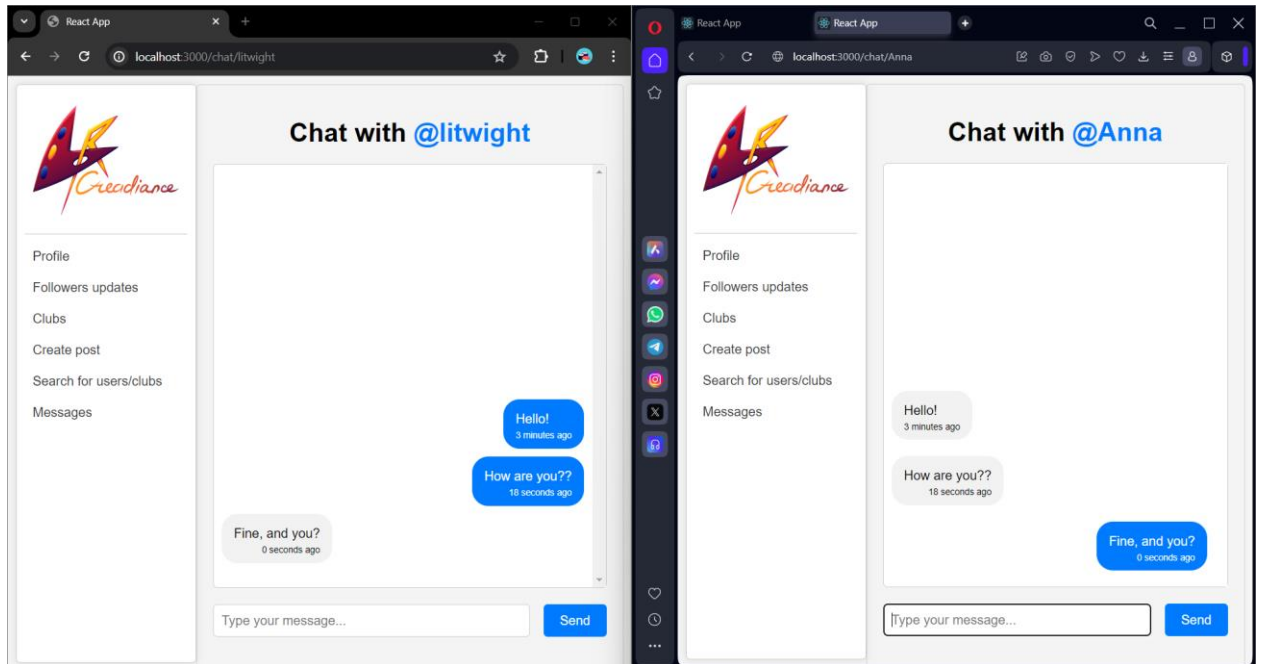 React App
localhost:3000/chat/litwight
Creadiance
Profile
Followers updates
Clubs
Create post
Search for users/clubs
Messages
Chat with @litwight
Hello!
3 minutes ago
How are you??
18 seconds ago
Fine, and you?
0 seconds ago
Type your message...
Send
React App
React App
localhost:3000/chat/Anna
Creadiance
Profile
Followers updates
Clubs
Create post
Search for users/clubs
Messages
Chat with @Anna
Hello!
3 minutes ago
How are you??
18 seconds ago
Fine, and you?
0 seconds ago
Type your message...
Send